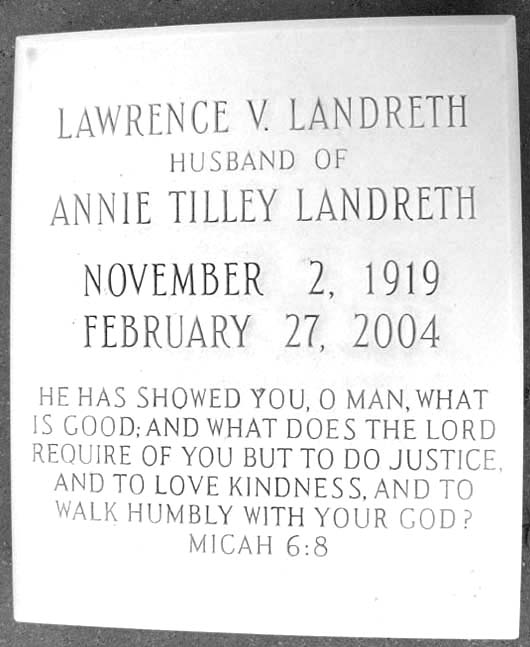 LAWRENCE V. LANDRETH
HUSBAND OF
ANNIE TILLEY LANDRETH
NOVEMBER 2, 1919
FEBRUARY 27, 2004
HE HAS SHOWED YOU, O MAN, WHAT
IS GOOD; AND WHAT DOES THE LORD
REQUIRE OF YOU BUT TO DO JUSTICE,
AND TO LOVE KINDNESS, AND TO
WALK HUMBLY WITH YOUR GOD?
MICAH 6:8